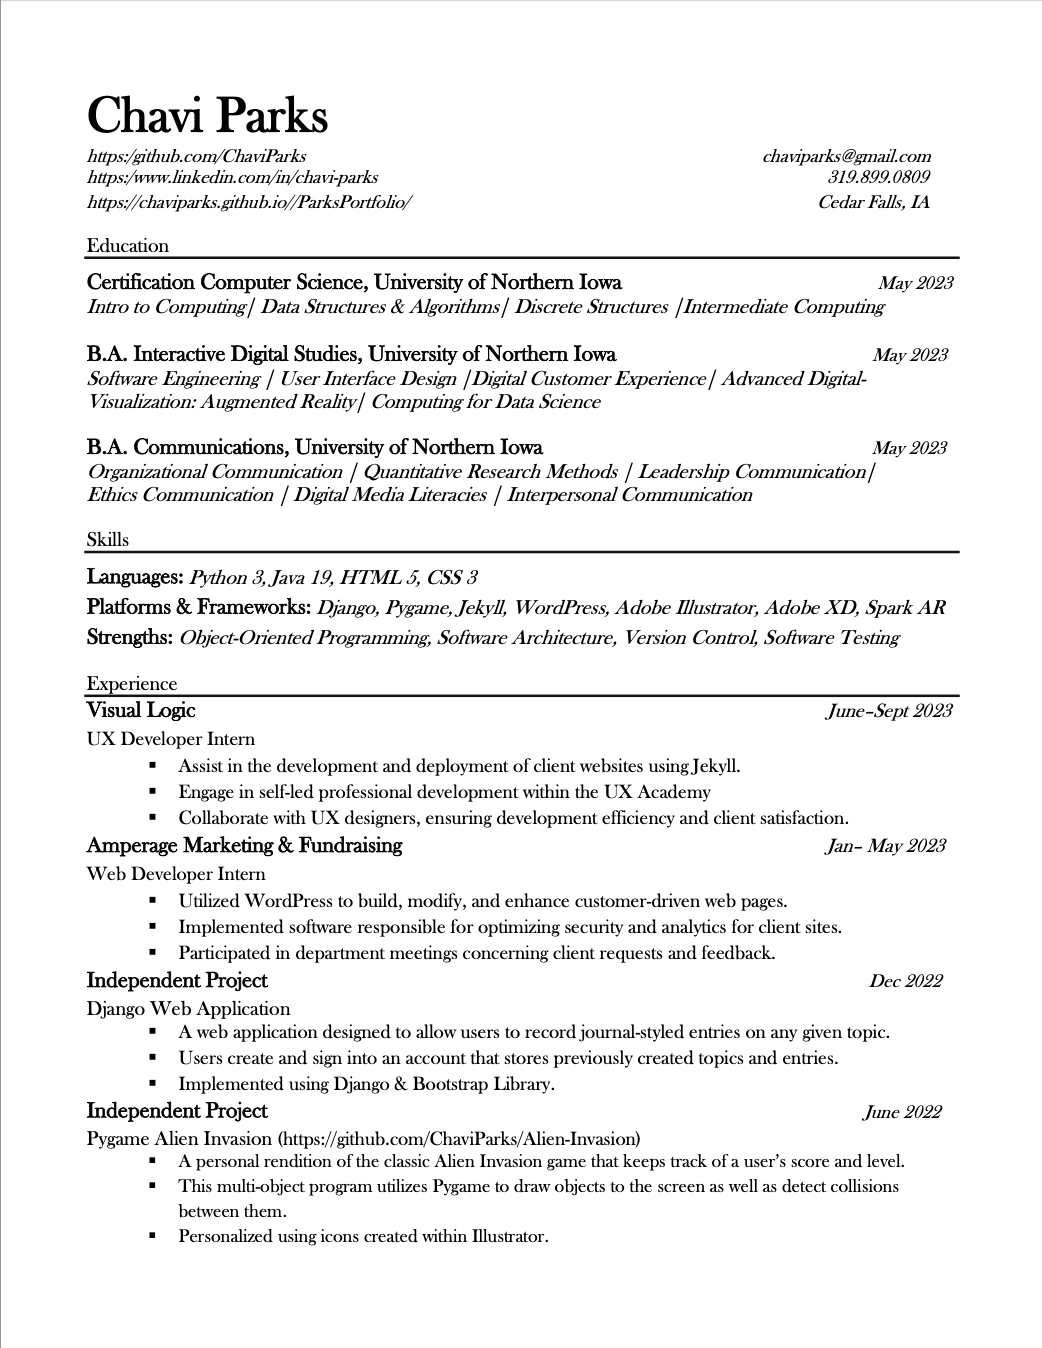 Chavi Parks
https:/github.com/ChaviParks chaviparks@gmail.com
https:/www.linkedin.com/in/chavi-parks 319.899.0809
https://chaviparks.github.io//ParksPortfolio/ Cedar Falls, IA
Education
Certification Computer Science, University of Northern Iowa May 2023
Intro to Computing| Data Structures & Algorithms| Discrete Structures |Intermediate Computing
B.A. Interactive Digital Studies, University of Northern Iowa May 2023
Software Engineering | User Interface Design |Digital Customer Experience| Advanced Digital-
Visualization: Augmented Reality| Computing for Data Science
B.A. Communications, University of Northern Iowa May 2023
Organizational Communication | Quantitative Research Methods | Leadership Communication|
Ethics Communication | Digital Media Literacies | Interpersonal Communication
Skills
Languages: Python 3, Java 19, HTML 5, CSS 3
Platforms & Frameworks: Django, Pygame, Jekyll, WordPress, Adobe Illustrator, Adobe XD, Spark AR
Strengths: Object-Oriented Programming, Software Architecture, Version Control, Software Testing
Experience
Visual Logic June–Sept 2023
UX Developer Intern
▪ Assist in the development and deployment of client websites using Jekyll.
▪ Engage in self-led professional development within the UX Academy
▪ Collaborate with UX designers, ensuring development efficiency and client satisfaction.
Amperage Marketing & Fundraising Jan– May 2023
Web Developer Intern
▪ Utilized WordPress to build, modify, and enhance customer-driven web pages.
▪ Implemented software responsible for optimizing security and analytics for client sites.
▪ Participated in department meetings concerning client requests and feedback.
Independent Project Dec 2022
Django Web Application
▪ A web application designed to allow users to record journal-styled entries on any given topic.
▪ Users create and sign into an account that stores previously created topics and entries.
▪ Implemented using Django & Bootstrap Library.
Independent Project June 2022
Pygame Alien Invasion (https://github.com/ChaviParks/Alien-Invasion)
▪ A personal rendition of the classic Alien Invasion game that keeps track of a user’s score and level.
▪ This multi-object program utilizes Pygame to draw objects to the screen as well as detect collisions
between them.
▪ Personalized using icons created within Illustrator.